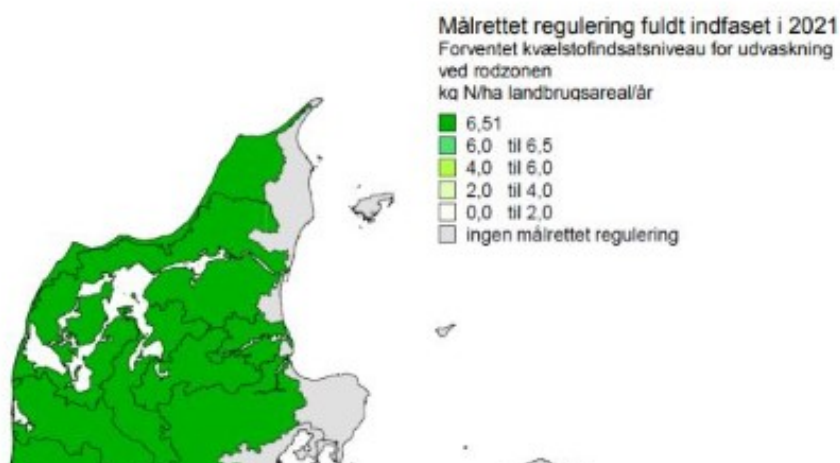 Målrettet regulering fuldt indfaset i 2021
Forventet kvælstofindsatsniveau for udvaskning
ved rodzonen
kg N/ha landbrugsareal/år
6,51
6,0 til 6,5
4,0 til 6,0
2,0 til 4,0
0,0 til 2,0
ingen målrettet regulering